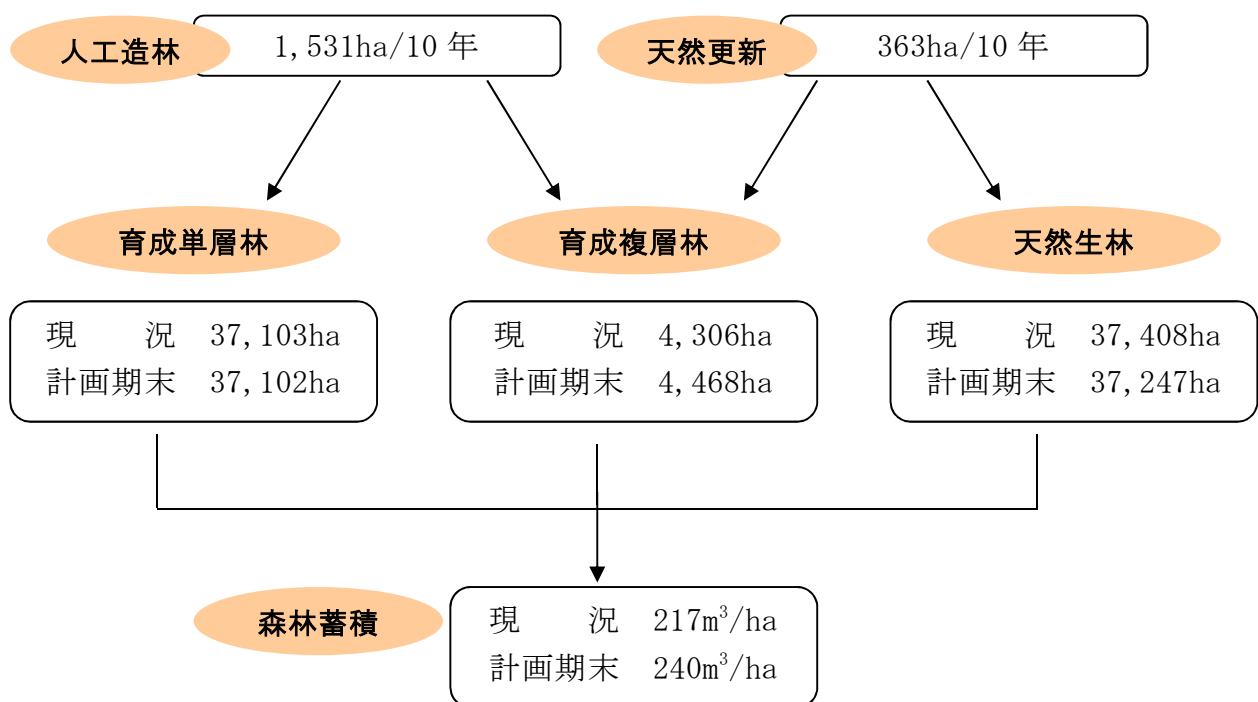 人工造林
1,531ha/10年
天然更新
363ha/10年
育成単層林
育成複層林
天然生林
現　　況　37,103ha
計画期末　37,102ha
現　　況　4,306ha
計画期末　4,468ha
現　　況　37,408ha
計画期末　37,247ha
森林蓄積
現　　況　217m³/ha
計画期末　240m³/ha